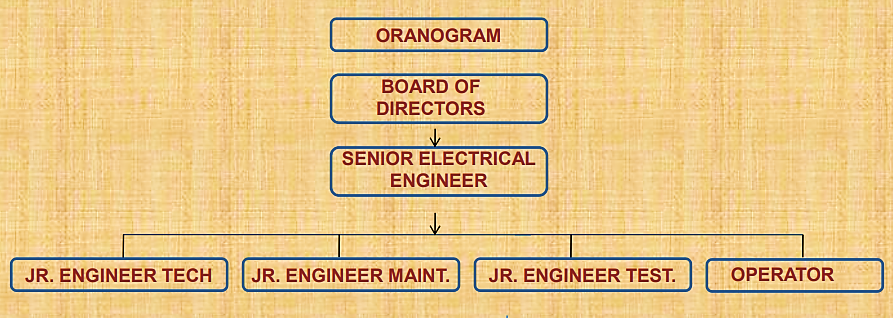 ORANOGRAM
BOARD OF
DIRECTORS
SENIOR ELECTRICAL
ENGINEER
JR. ENGINEER TECH
JR. ENGINEER MAINT.
JR. ENGINEER TEST.
OPERATOR